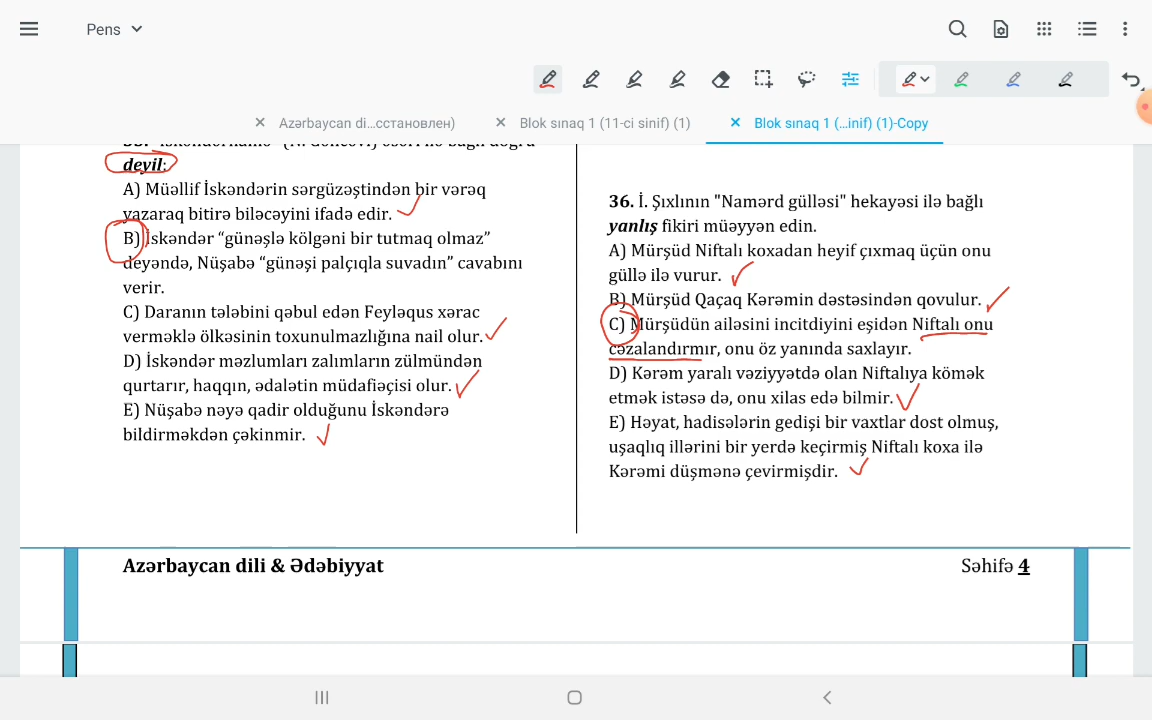 Pens
Azərbaycan di...сстановлен)
Blok sınaq 1 (11-ci sinif) (1)
Blok sınaq 1 (...inif) (1)-Copy
deyil:
A) Müəllif İskəndərin sərgüzəştindən bir vərəq
yazaraq bitirə biləcəyini ifadə edir.
B) İskəndər “günəşlə kölgəni bir tutmaq olmaz”
deyəndə, Nüşabə “günəşi palçıqla suvadın” cavabını
verir.
C) Daranın tələbini qəbul edən Feyləqus xərac
verməklə ölkəsinin toxunulmazlığına nail olur.
D) İskəndər məzlumları zalımların zülmündən
qurtarır, haqqın, ədalətin müdafiəçisi olur.
E) Nüşabə nəyə qadir olduğunu İskəndərə
bildirməkdən çəkinmir.
36. İ. Şıxlının "Namərd gülləsi" hekayəsi ilə bağlı
yanlış fikiri müəyyən edin.
A) Mürşüd Niftalı koxadan heyif çıxmaq üçün onu
güllə ilə vurur.
B) Mürşüd Qaçaq Kərəmin dəstəsindən qovulur.
C) Mürşüdün ailəsini incitdiyini eşidən Niftalı onu
cəzalandırmır, onu öz yanında saxlayır.
D) Kərəm yaralı vəziyyətdə olan Niftalıya kömək
etmək istəsə də, onu xilas edə bilmir.
E) Həyat, hadisələrin gedişi bir vaxtlar dost olmuş,
uşaqlıq illərini bir yerdə keçirmiş Niftalı koxa ilə
Kərəmi düşmənə çevirmişdir.
Azərbaycan dili & Ədəbiyyat
Səhifə 4